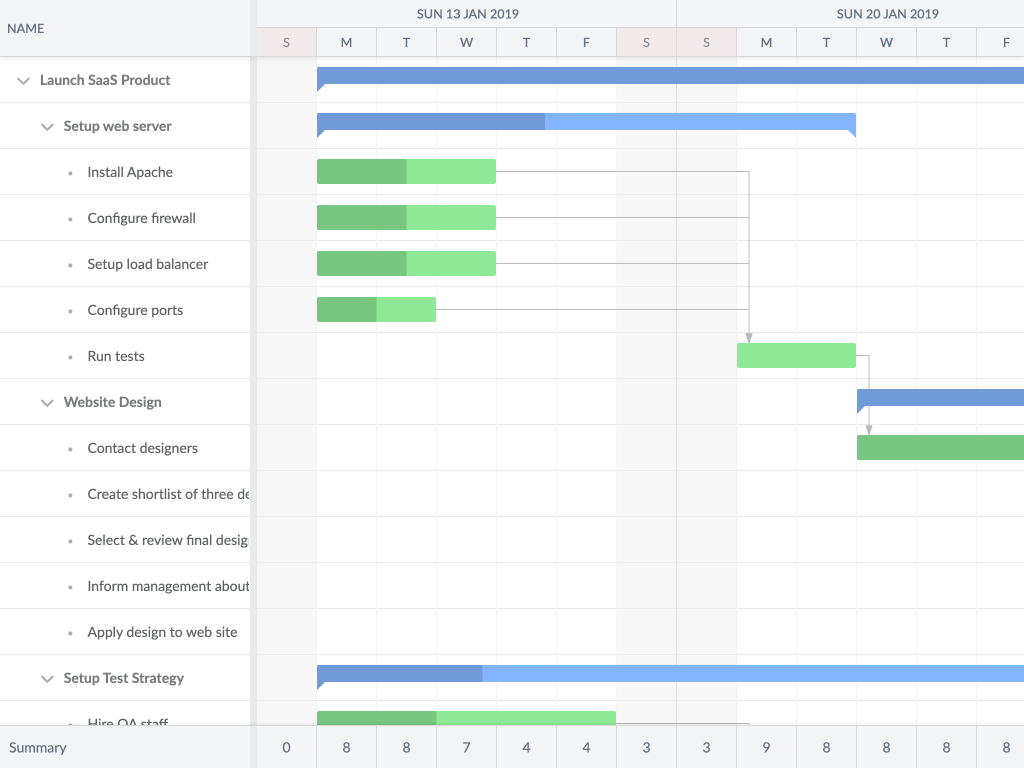 NAME
SUN 13 JAN 2019 SUN 20 JAN 2019
S M T W T F S S M T W T F
Launch SaaS Product
Setup web server
Install Apache
Configure firewall
Setup load balancer
Configure ports
Run tests
Website Design
Contact designers
Create shortlist of three de
Select & review final desig
Inform management about
Apply design to web site
Setup Test Strategy
Hire QA staff
Summary 0 8 8 7 4 4 3 3 9 8 8 8 8